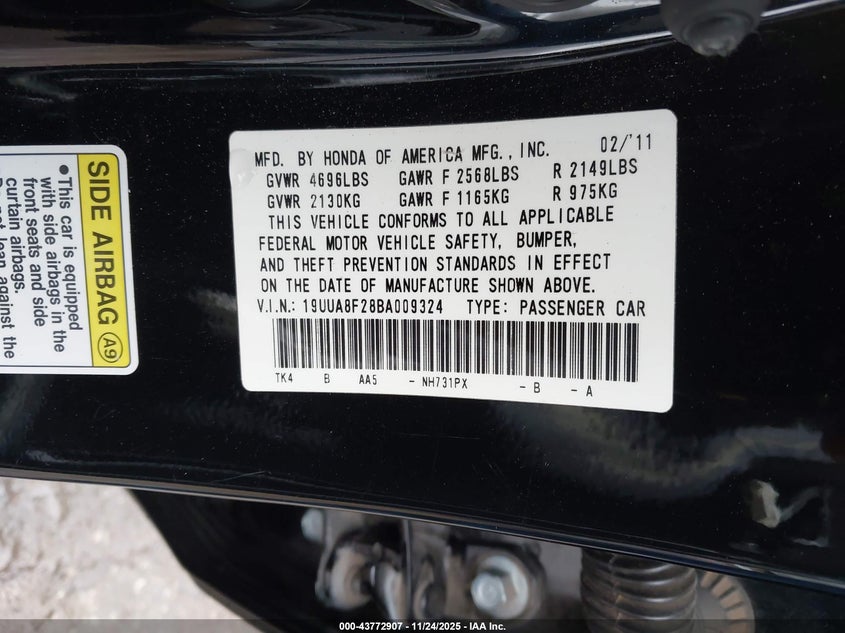 MFD. BY HONDA OF AMERICA MFG., INC. 02/'11
GVWR 4696LBS GAWR F 2568LBS R 2149LBS
GVWR 2130KG GAWR F 1165KG R 975KG
THIS VEHICLE CONFORMS TO ALL APPLICABLE
FEDERAL MOTOR VEHICLE SAFETY, BUMPER,
AND THEFT PREVENTION STANDARDS IN EFFECT
ON THE DATE OF MANUFACTURE SHOWN ABOVE.
V.I.N.: 19UUA8F28BA009324 TYPE: PASSENGER CAR
TK4 B AA5 - NH731PX - B - A
SIDE AIRBAG A9
•This car is equipped
with side airbags in the
front seats and side
curtain airbags.
lean against the
000-43772907 - 11/24/2025 - IAA Inc.